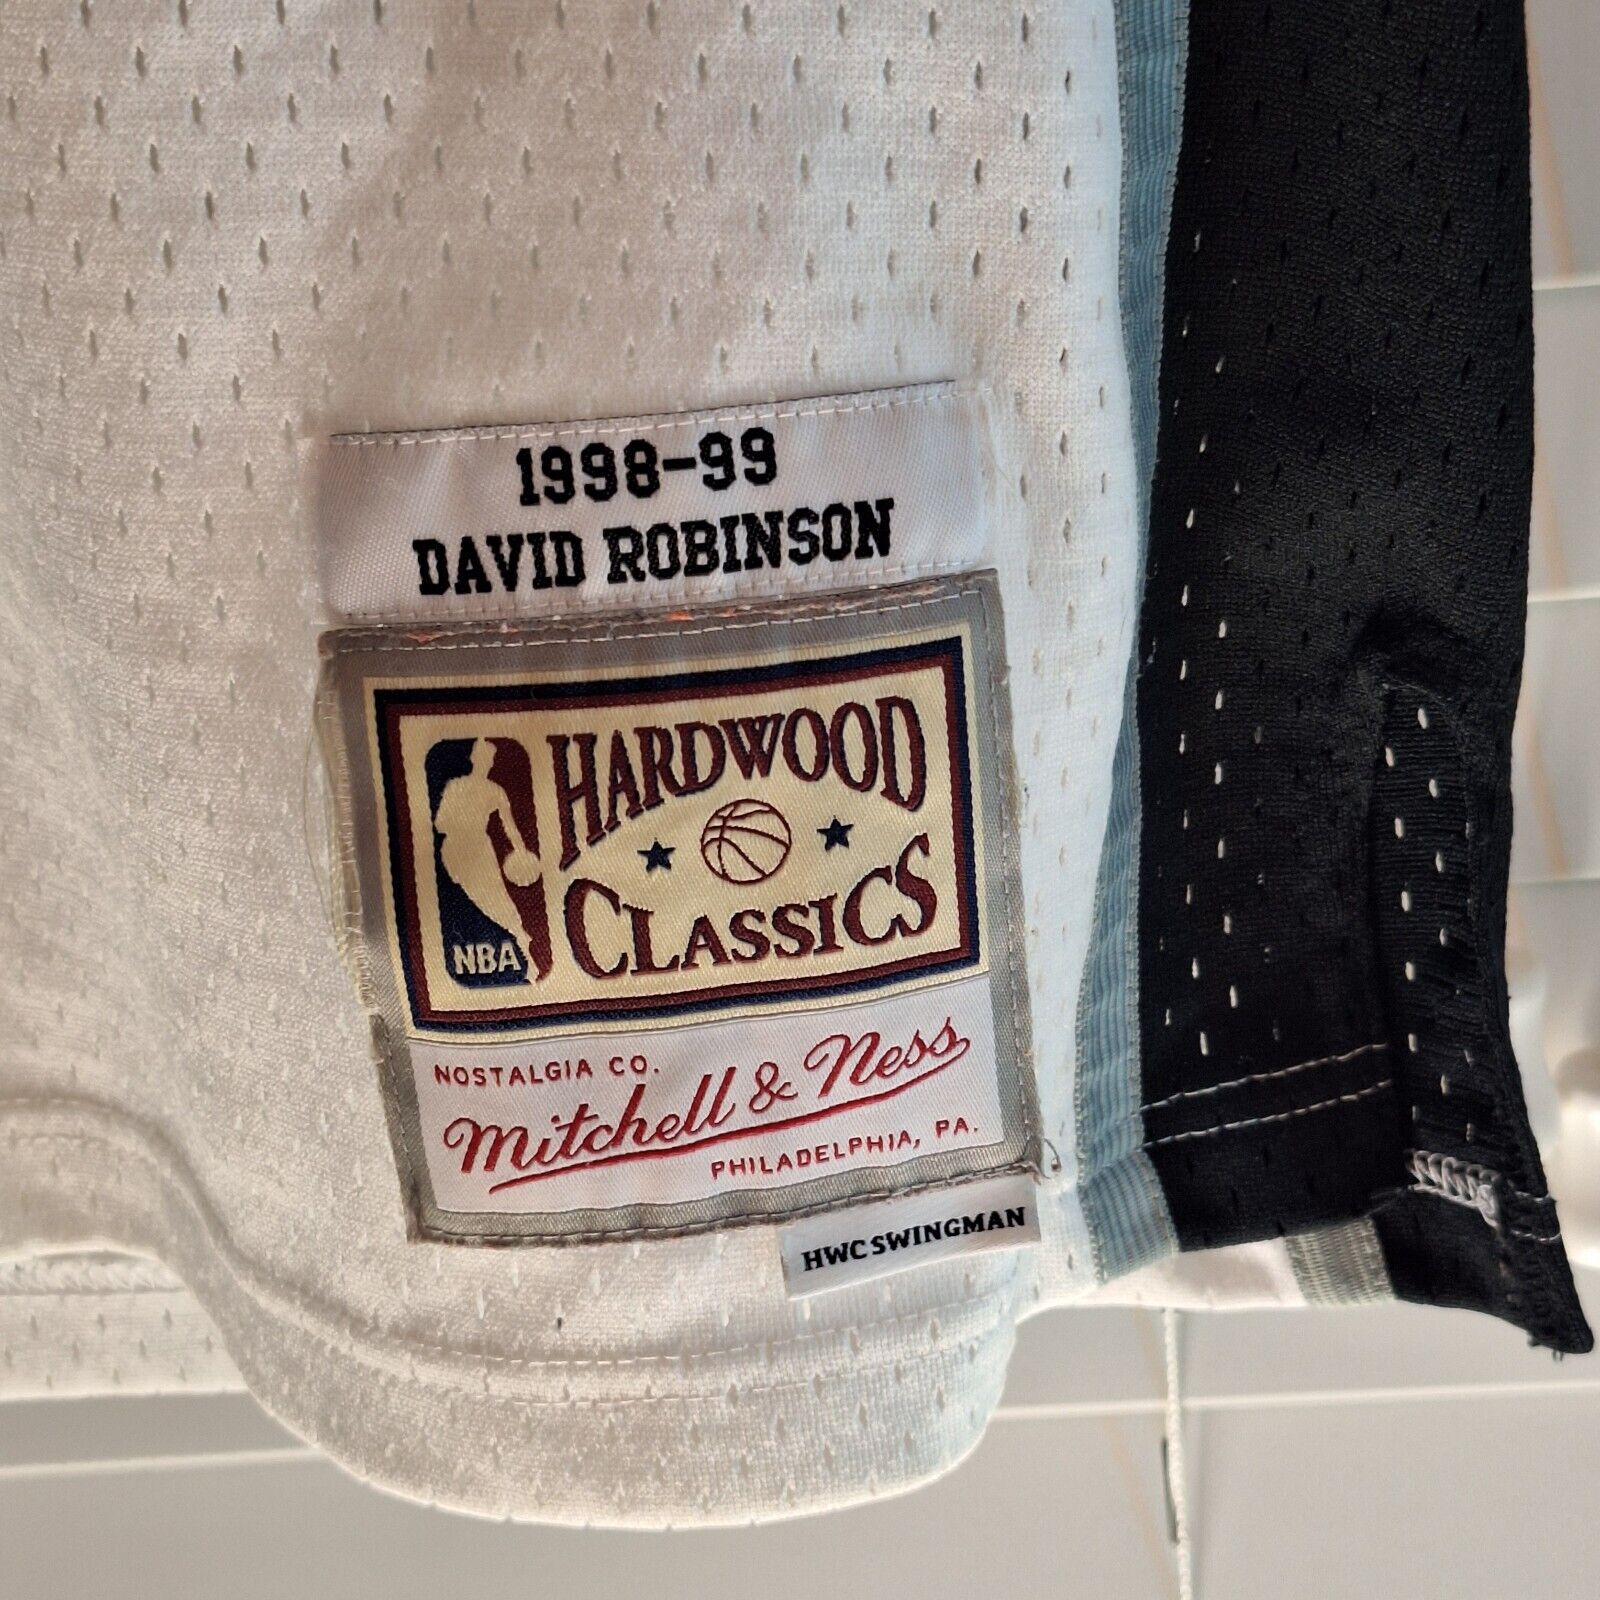 1998-99
DAVID ROBINSON
HARDWOOD
CLASSICS
NBA
NOSTALGIA CO.
Mitchell & Ness
PHILADELPHIA, PA.
HWC SWINGMAN